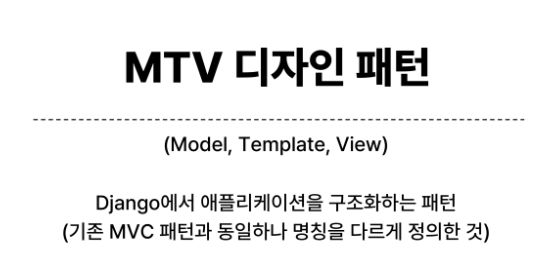 MTV 디자인 패턴
(Model, Template, View)
Django에서 애플리케이션을 구조화하는 패턴
(기존 MVC 패턴과 동일하나 명칭을 다르게 정의한 것)